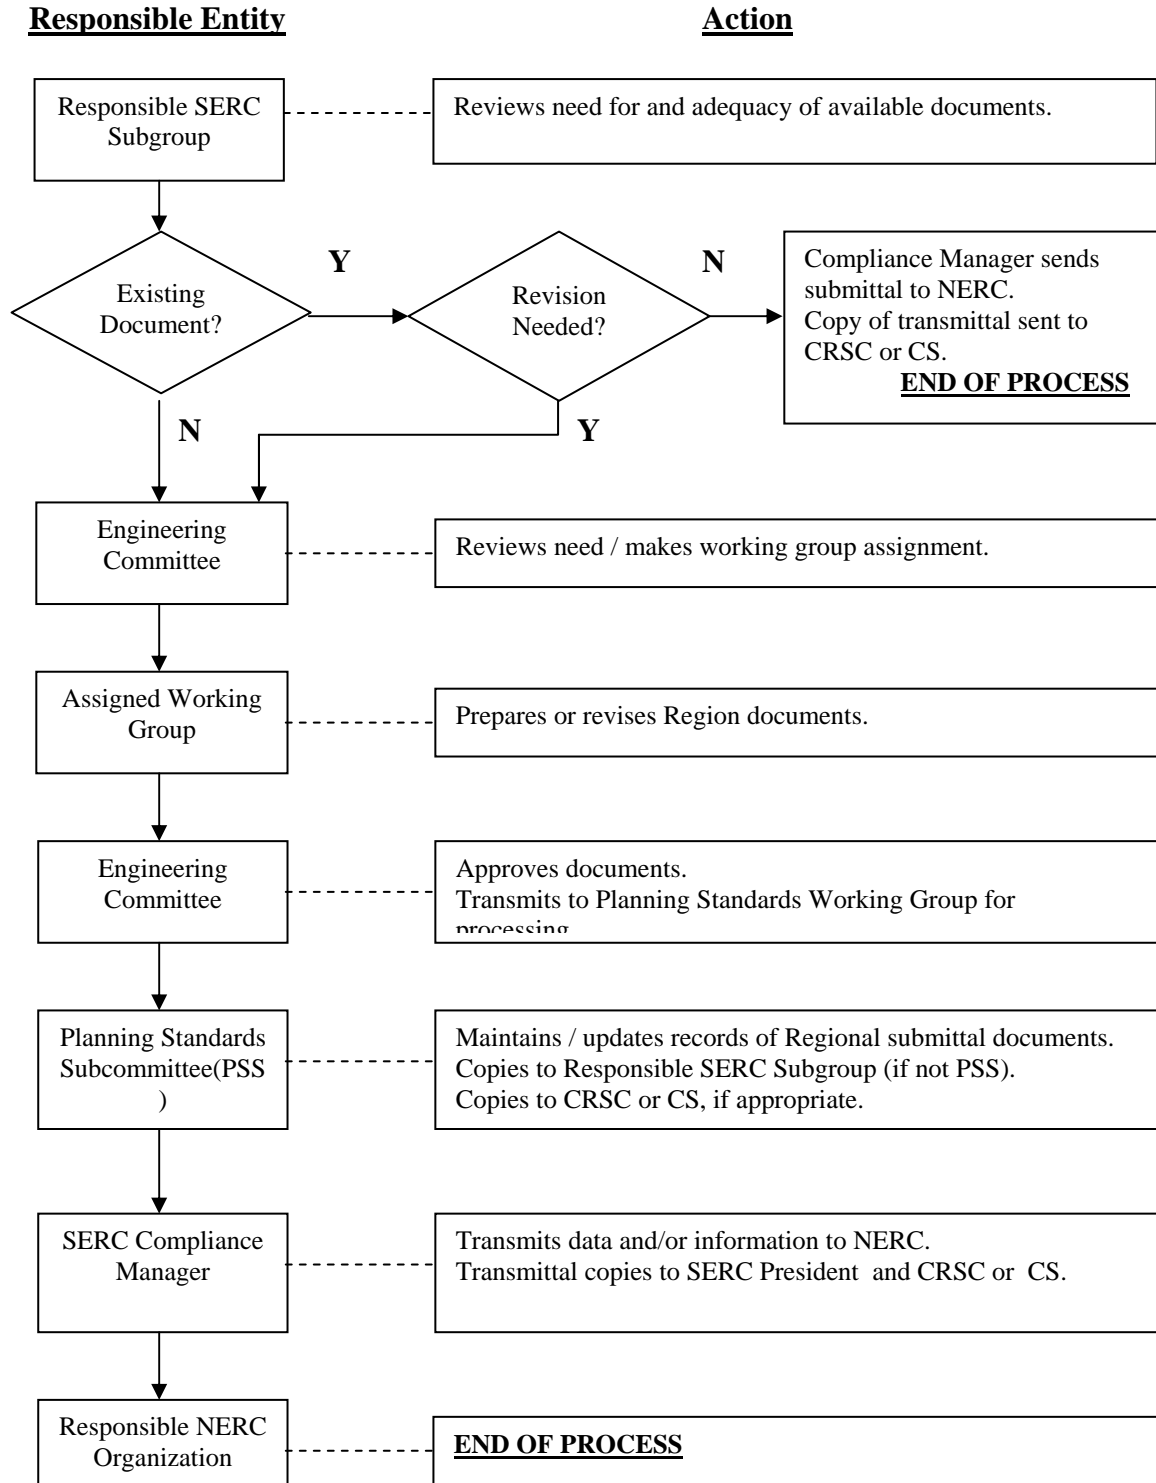 Responsible Entity
Action
Responsible SERC
Subgroup
Reviews need for and adequacy of available documents.
Existing
Document?
Y
Revision
Needed?
N
Compliance Manager sends
submittal to NERC.
Copy of transmittal sent to
CRSC or CS.
END OF PROCESS
N
Y
Engineering
Committee
Reviews need / makes working group assignment.
Assigned Working
Group
Prepares or revises Region documents.
Engineering
Committee
Approves documents.
Transmits to Planning Standards Working Group for
processing
Planning Standards
Subcommittee(PSS
)
Maintains / updates records of Regional submittal documents.
Copies to Responsible SERC Subgroup (if not PSS).
Copies to CRSC or CS, if appropriate.
SERC Compliance
Manager
Transmits data and/or information to NERC.
Transmittal copies to SERC President and CRSC or CS.
Responsible NERC
Organization
END OF PROCESS